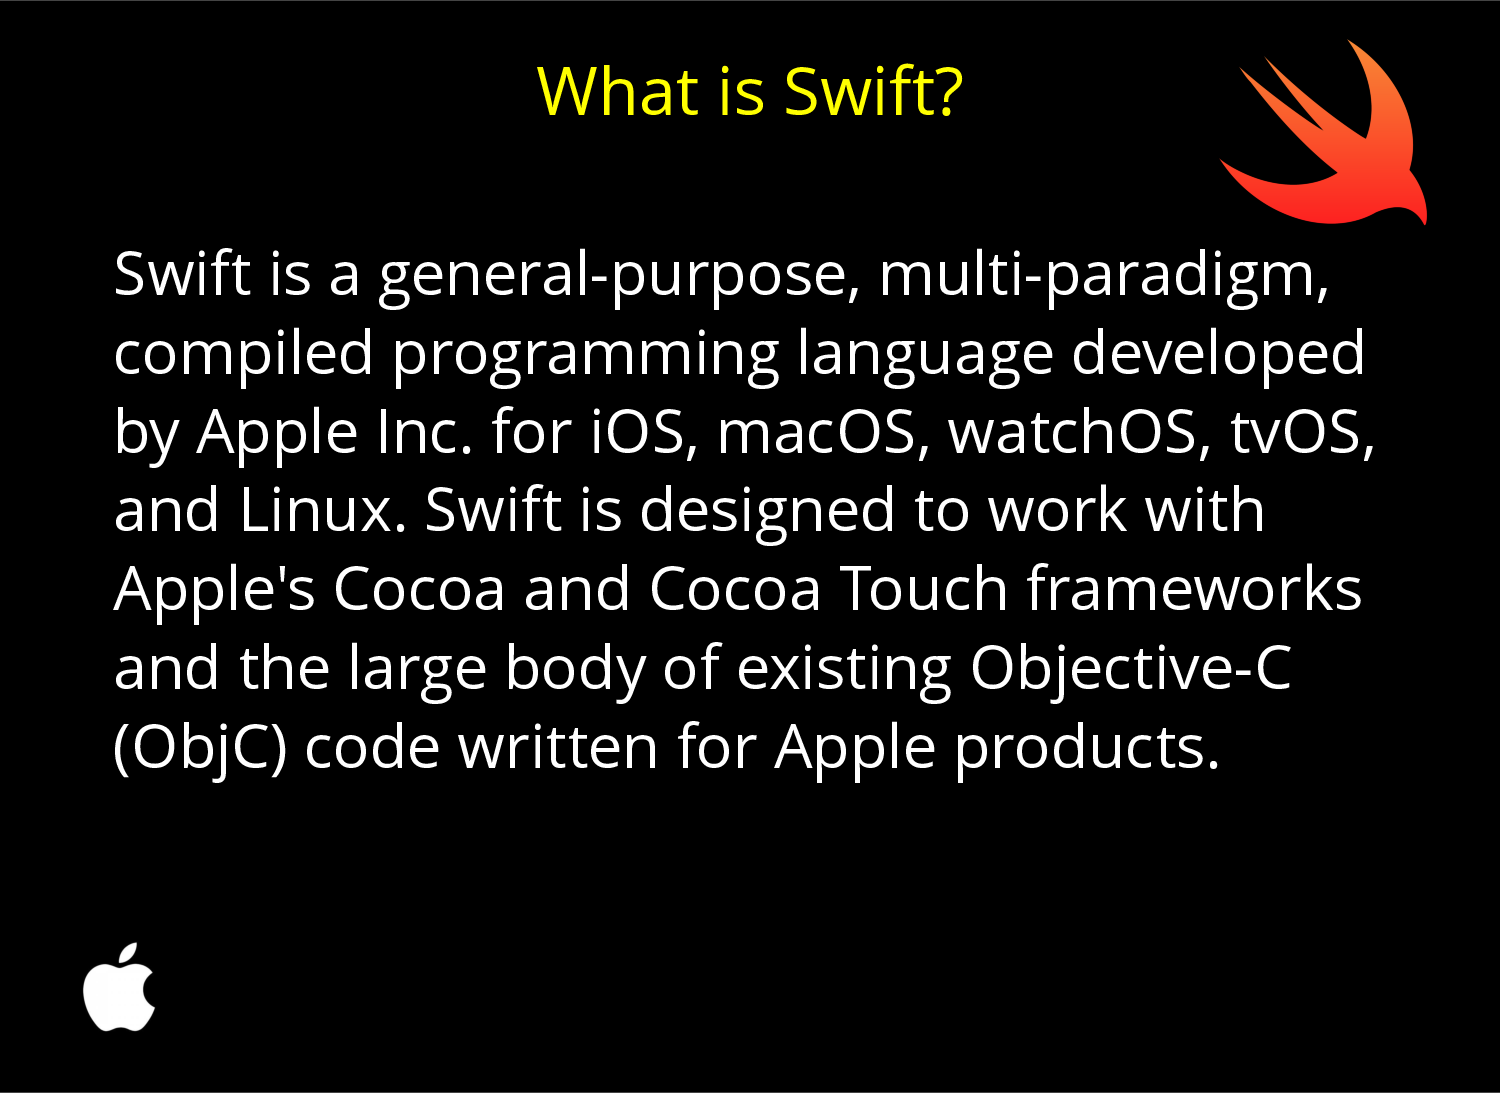 What is Swift?
Swift is a general-purpose, multi-paradigm,
compiled programming language developed
by Apple Inc. for iOS, macOS, watchOS, tvOS,
and Linux. Swift is designed to work with
Apple's Cocoa and Cocoa Touch frameworks
and the large body of existing Objective-C
(ObjC) code written for Apple products.